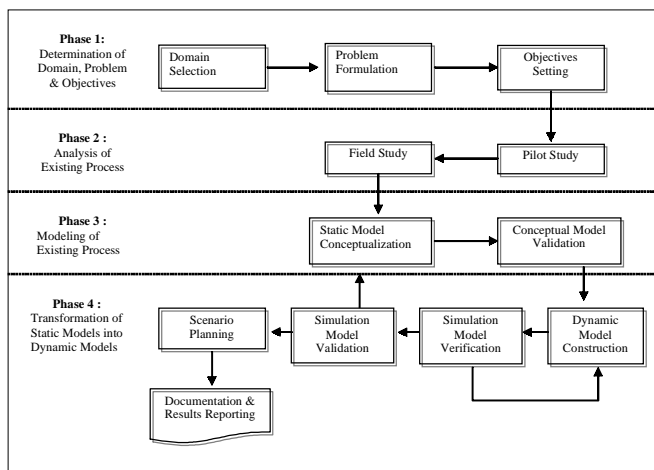 Phase 1:
Determination of
Domain, Problem
& Objectives
Domain
Selection
Problem
Formulation
Objectives
Setting
Phase 2 :
Analysis of
Existing Process
Field Study
Pilot Study
Phase 3 :
Modeling of
Existing Process
Static Model
Conceptualization
Conceptual Model
Validation
Phase 4 :
Transformation of
Static Models into
Dynamic Models
Scenario
Planning
Simulation
Model
Validation
Simulation
Model
Verification
Dynamic
Model
Construction
Documentation &
Results Reporting